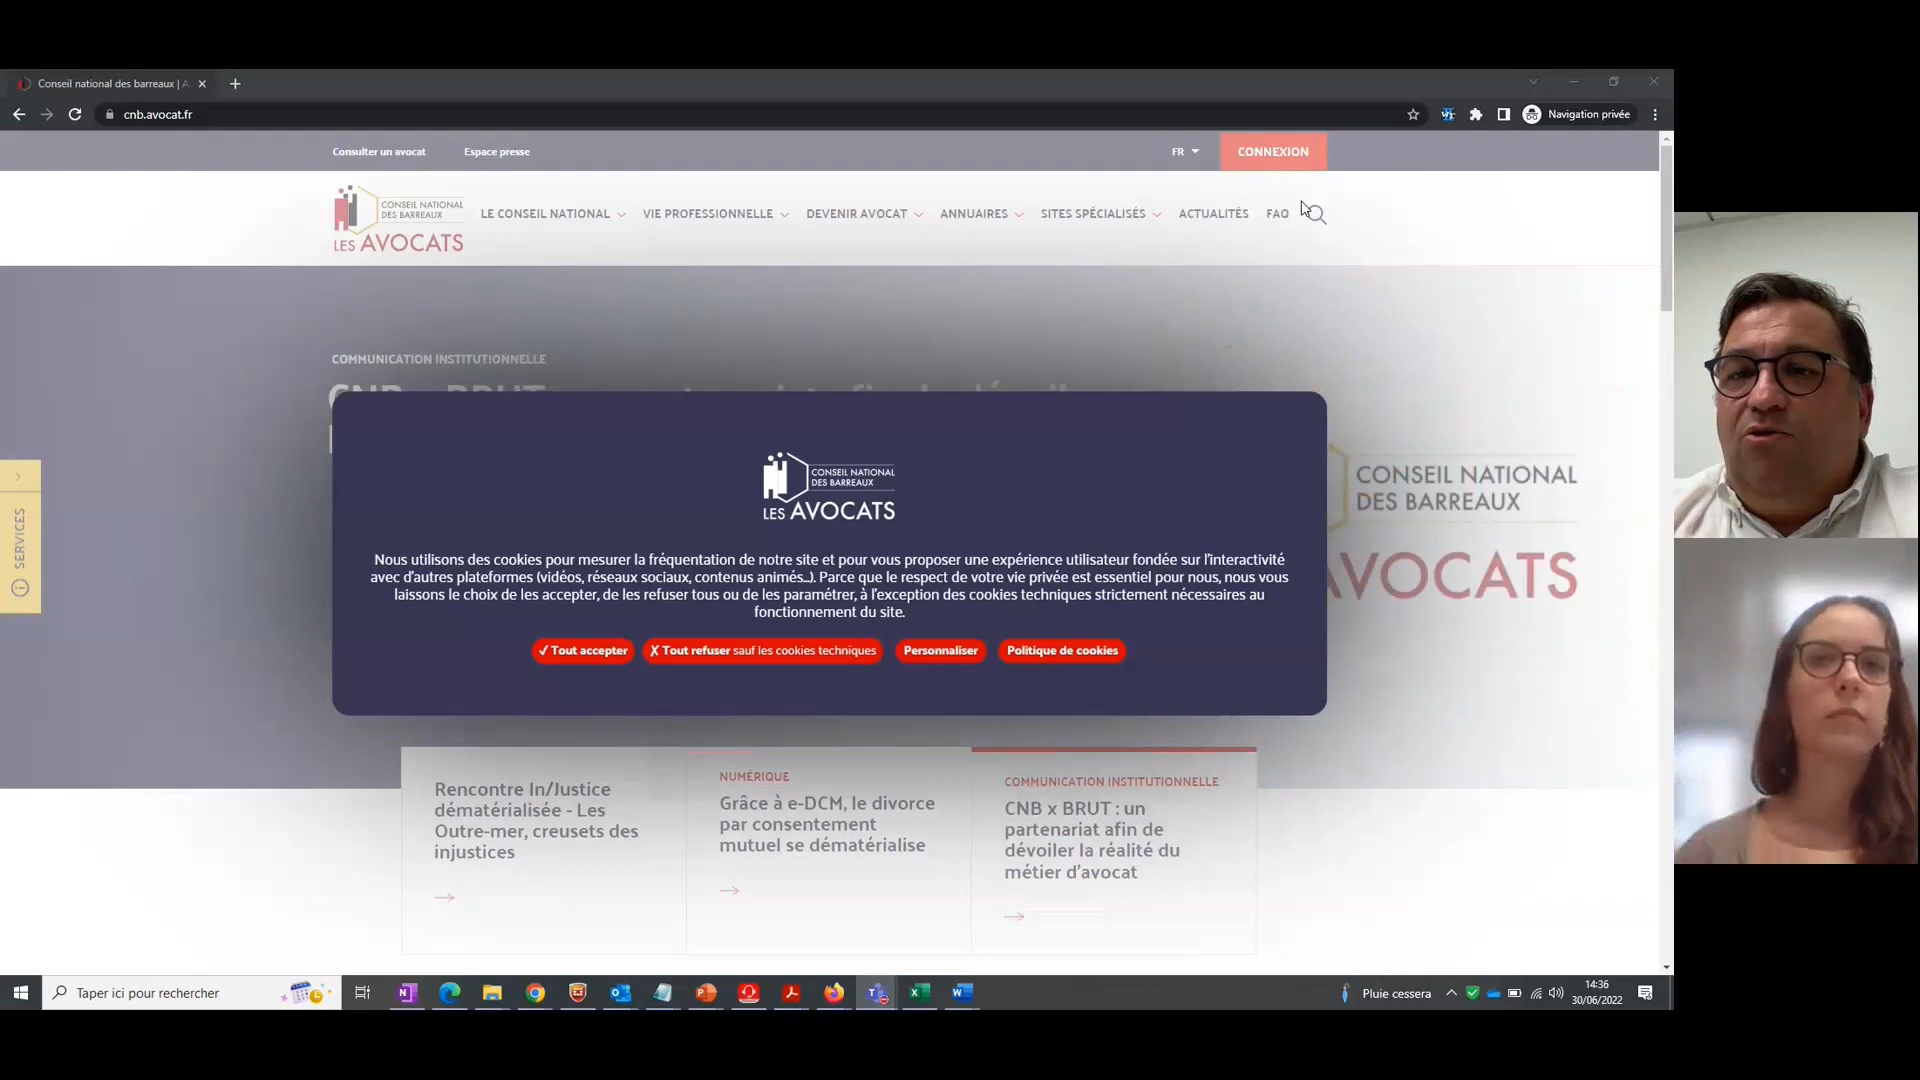 Conseil national des barreaux | A
cnb.avocat.fr
Navigation privée
Consulter un avocat
Espace presse
FR
CONNEXION
CONSEIL NATIONAL
DES BARREAUX
LES AVOCATS
LE CONSEIL NATIONAL
VIE PROFESSIONNELLE
DEVENIR AVOCAT
ANNUAIRES
SITES SPÉCIALISÉS
ACTUALITÉS
FAQ
COMMUNICATION INSTITUTIONNELLE
SERVICES
CONSEIL NATIONAL
DES BARREAUX
LES AVOCATS
CONSEIL NATIONAL
DES BARREAUX
AVOCATS
Nous utilisons des cookies pour mesurer la fréquentation de notre site et pour vous proposer une expérience utilisateur fondée sur l'interactivité
avec d'autres plateformes (vidéos, réseaux sociaux, contenus animés...). Parce que le respect de votre vie privée est essentiel pour nous, nous vous
laissons le choix de les accepter, de les refuser tous ou de les paramétrer, à l'exception des cookies techniques strictement nécessaires au
fonctionnement du site.
✓ Tout accepter
✗ Tout refuser sauf les cookies techniques
Personnaliser
Politique de cookies
Rencontre In/Justice
dématérialisée - Les
Outre-mer, creusets des
injustices
NUMÉRIQUE
Grâce à e-DCM, le divorce
par consentement
mutuel se dématérialise
COMMUNICATION INSTITUTIONNELLE
CNB x BRUT : un
partenariat afin de
dévoiler la réalité du
métier d'avocat
Taper ici pour rechercher
Pluie cessera
14:36
30/06/2022